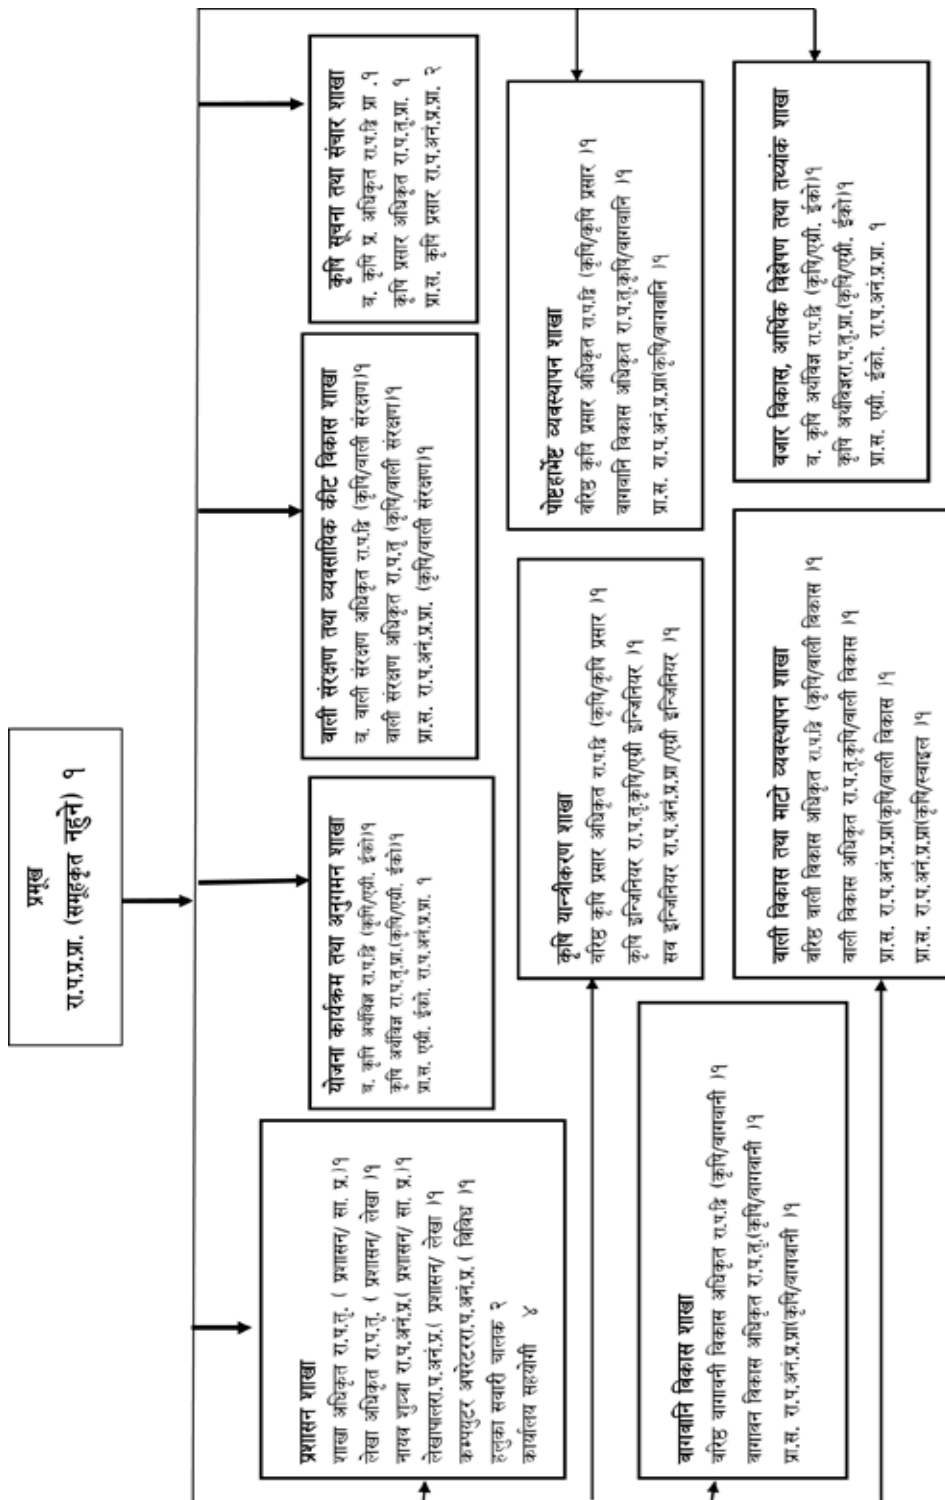 प्रमूख
रा.प.प्र.प्रा. (समूहकृत नहुने) १
प्रशासन शाखा
शाखा अधिकृत रा.प.तृ. ( प्रशासन/ सा. प्र.)१
लेखा अधिकृत रा.प.तृ. ( प्रशासन/ लेखा )१
नायव सुब्बा रा.प.अनं.प्र.( प्रशासन/ सा. प्र.)१
लेखापालरा.प.अनं.प्र.( प्रशासन/ लेखा )१
कम्प्युटर अपरेटररा.प.अनं.प्र.( विविध )१
हलुका सवारी चालक २
कार्यालय सहयोगी ४
योजना कार्यक्रम तथा अनुगमन शाखा
व. कृषि अर्थविज्ञ रा.प.द्वि (कृषि/एग्री. ईको)१
कृषि अर्थविज्ञ रा.प.तृ.प्रा.(कृषि/एग्री. ईको)१
प्रा.स. एग्री. ईको. रा.प.अनं.प्र.प्रा. १
वाली संरक्षण तथा व्यवसायिक कीट विकास शाखा
व. वाली संरक्षण अधिकृत रा.प.द्वि (कृषि/वाली संरक्षण)१
वाली संरक्षण अधिकृत रा.प.तृ (कृषि/वाली संरक्षण)१
प्रा.स. रा.प.अनं.प्र.प्रा. (कृषि/वाली संरक्षण)१
कृषि सूचना तथा संचार शाखा
व. कृषि प्र. अधिकृत रा.प.द्वि प्रा .१
कृषि प्रसार अधिकृत रा.प.तृ.प्रा. १
प्रा.स. कृषि प्रसार रा.प.अनं.प्र.प्रा. २
कृषि यान्त्रीकरण शाखा
वरिष्ठ कृषि प्रसार अधिकृत रा.प.द्वि (कृषि/कृषि प्रसार )१
कृषि इन्जिनियर रा.प.तृ.कृषि/एग्री इन्जिनियर )१
सव इन्जिनियर रा.प.अनं.प्र.प्रा /एग्री इन्जिनियर )१
पोष्टहार्भेष्ट व्यवस्थापन शाखा
वरिष्ठ कृषि प्रसार अधिकृत रा.प.द्वि (कृषि/कृषि प्रसार )१
वागवानि विकास अधिकृत रा.प.तृ.कृषि/वागवानि )१
प्रा.स. रा.प.अनं.प्र.प्रा(कृषि/वागवानि )१
वागवानि विकास शाखा
वरिष्ठ वागावनी विकास अधिकृत रा.प.द्वि (कृषि/वागवानी )१
वागावन विकास अधिकृत रा.प.तृ.(कृषि/वागवानी )१
प्रा.स. रा.प.अनं.प्र.प्रा(कृषि/वागवानी )१
वाली विकास तथा माटो व्यवस्थापन शाखा
वरिष्ठ वाली विकास अधिकृत रा.प.द्वि (कृषि/वाली विकास )१
वाली विकास अधिकृत रा.प.तृ.कृषि/वाली विकास )१
प्रा.स. रा.प.अनं.प्र.प्रा(कृषि/वाली विकास )१
प्रा.स. रा.प.अनं.प्र.प्रा(कृषि/स्वाइल )१
वजार विकास, आर्थिक विश्लेषण तथा तथ्यांक शाखा
व. कृषि अर्थविज्ञ रा.प.द्वि (कृषि/एग्री. ईको)१
कृषि अर्थविज्ञरा.प.तृ.प्रा.(कृषि/एग्री. ईको)१
प्रा.स. एग्री. ईको. रा.प.अनं.प्र.प्रा. १